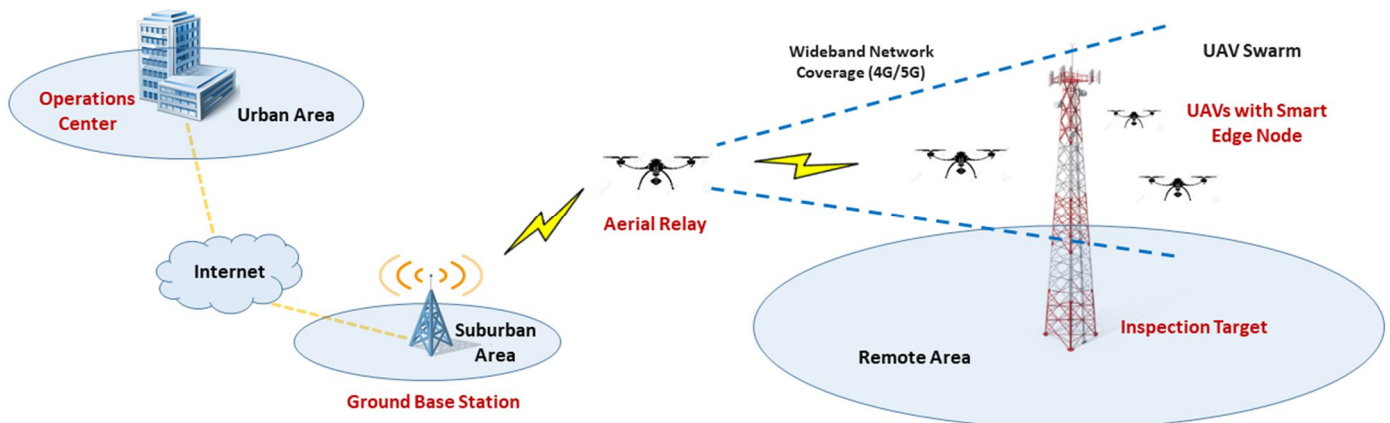 Operations
Center
Urban Area
Internet
Suburban
Area
Ground Base Station
Aerial Relay
Wideband Network
Coverage (4G/5G)
UAV Swarm
UAVs with Smart
Edge Node
Inspection Target
Remote Area